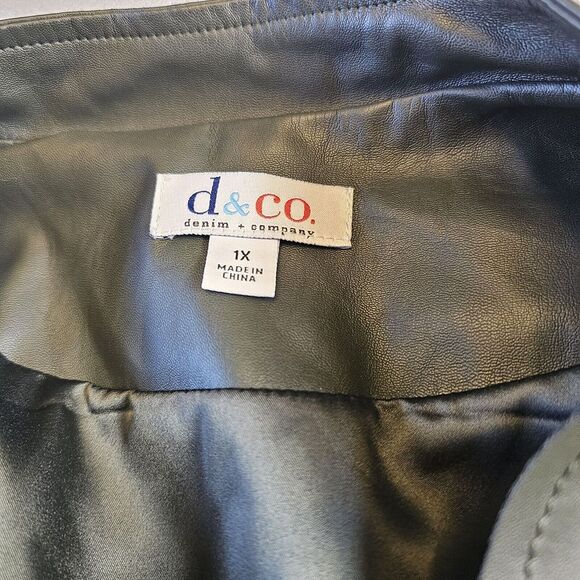 d&co.
denim + company
1X
MADE IN
CHINA